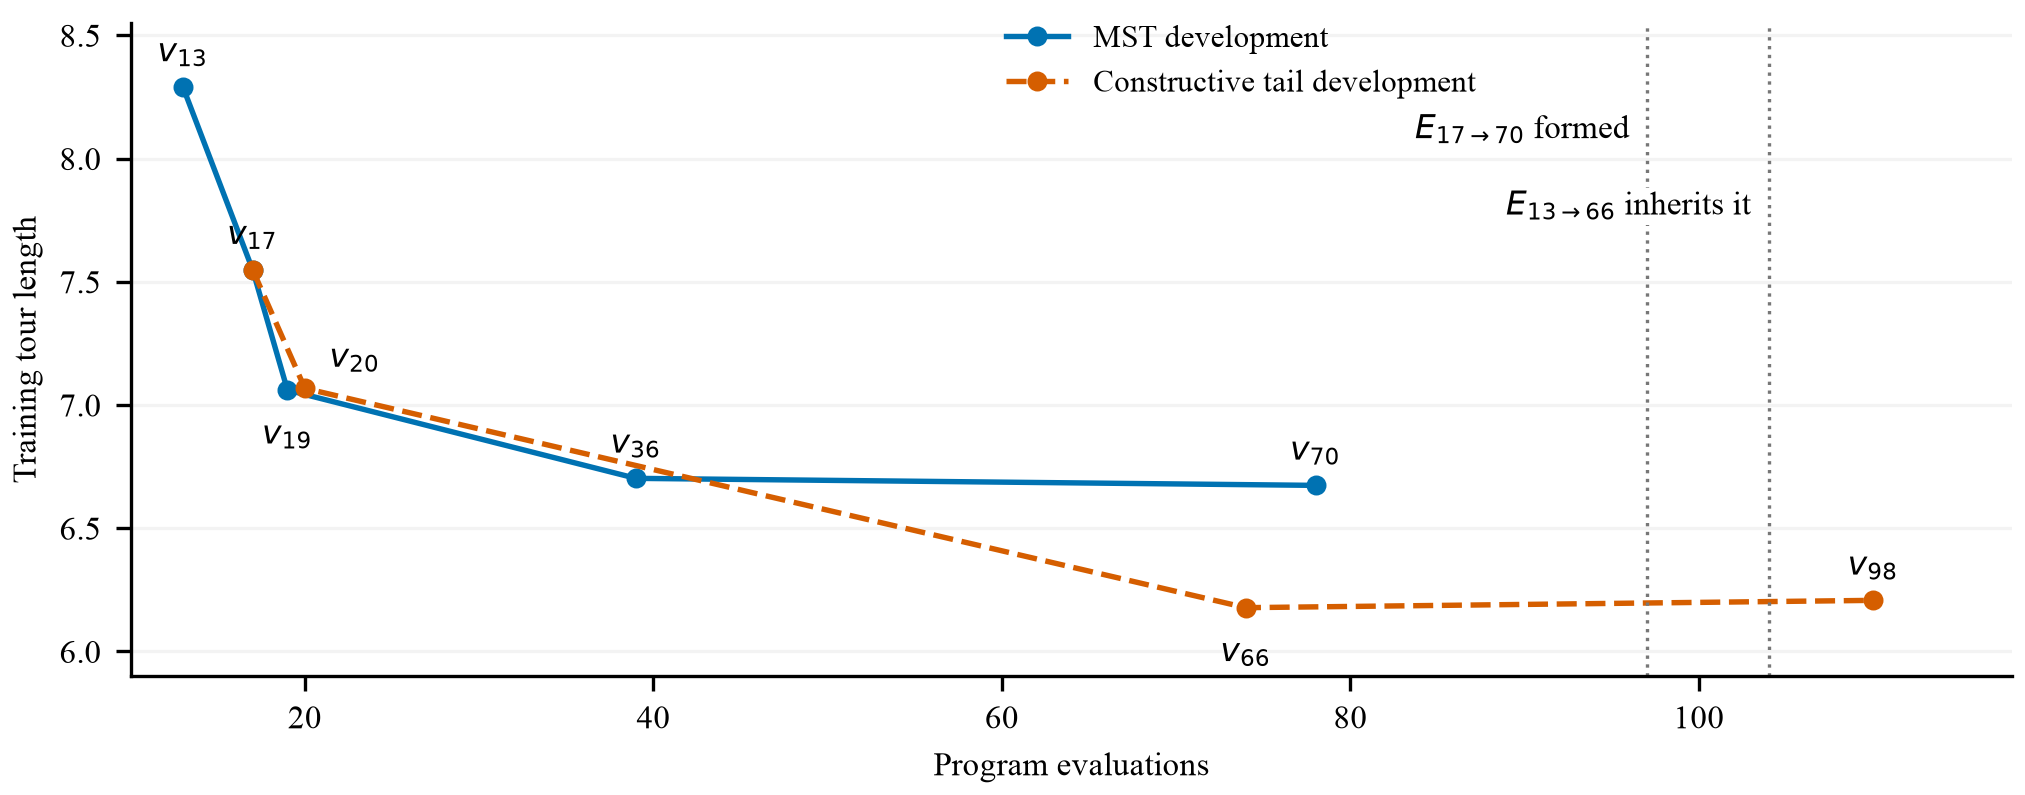 MST development
Constructive tail development
8.5
8.0
7.5
7.0
6.5
6.0
Training tour length
v13
v17
v20
v19
v36
v70
v66
v98
E17→70 formed
E13→66 inherits it
20
40
60
80
100
Program evaluations